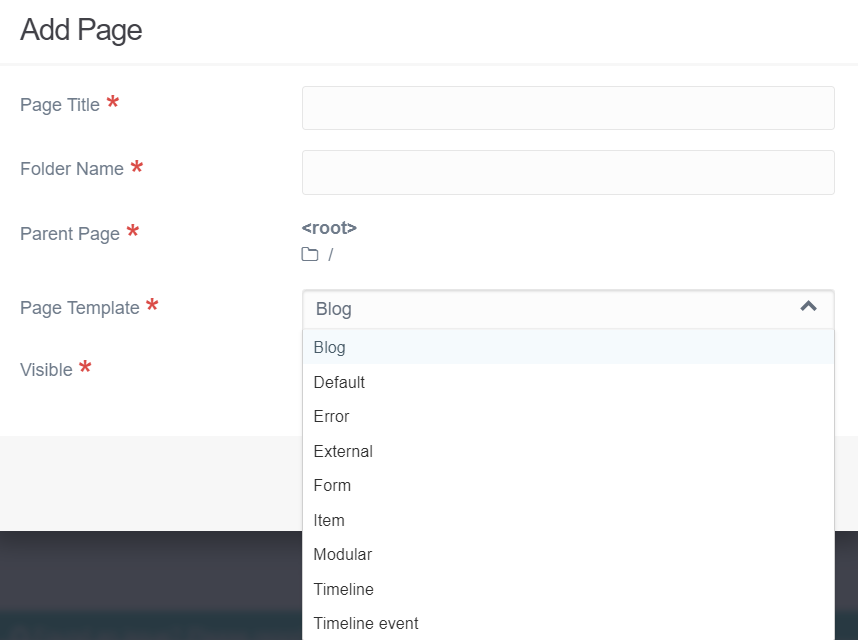 Add Page
Page Title *
Folder Name *
Parent Page *
<root>
/
Page Template *
Blog
Visible *
Blog
Default
Error
External
Form
Item
Modular
Timeline
Timeline event